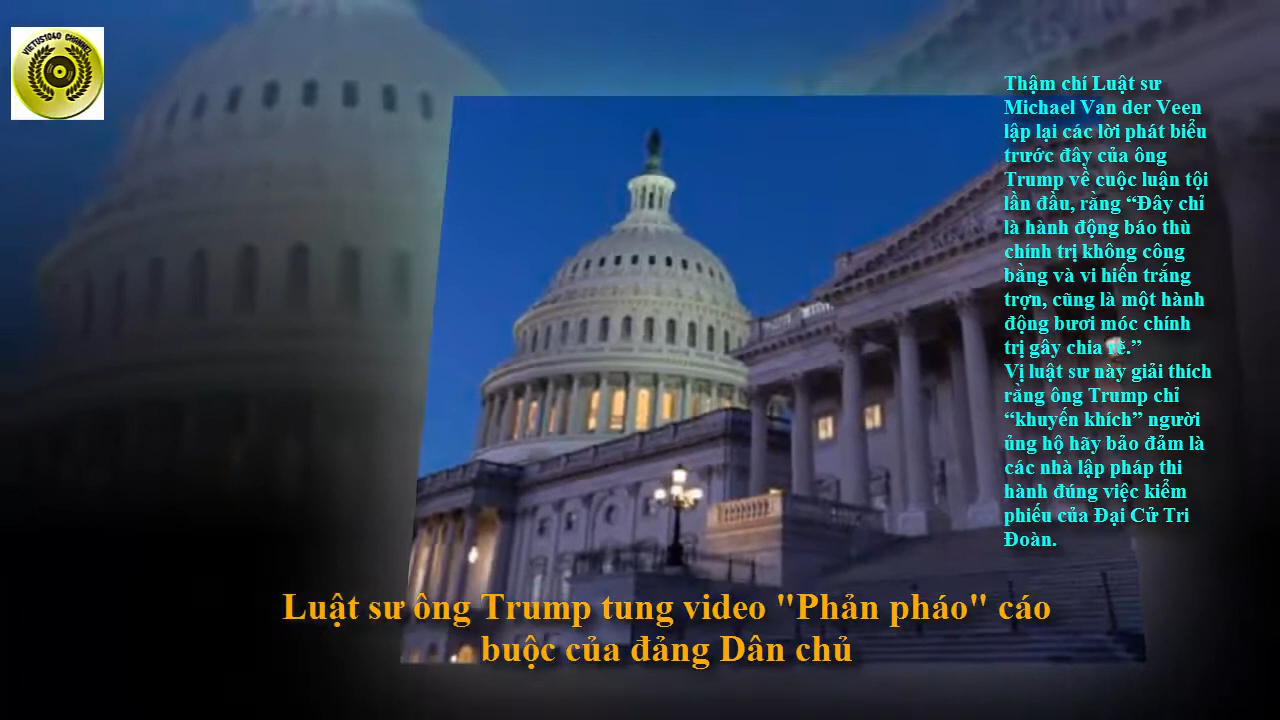 VIETUS1040 CHANNEL
Thậm chí Luật sư
Michael Van der Veen
lập lại các lời phát biểu
trước đây của ông
Trump về cuộc luận tội
lần đầu, rằng “Đây chỉ
là hành động báo thù
chính trị không công
bằng và vi hiến trắng
trợn, cũng là một hành
động bươi móc chính
trị gây chia rẽ.”
Vị luật sư này giải thích
rằng ông Trump chỉ
“khuyến khích” người
ủng hộ hãy bảo đảm là
các nhà lập pháp thi
hành đúng việc kiểm
phiếu của Đại Cử Tri
Đoàn.
Luật sư ông Trump tung video "Phản pháo" cáo
buộc của đảng Dân chủ